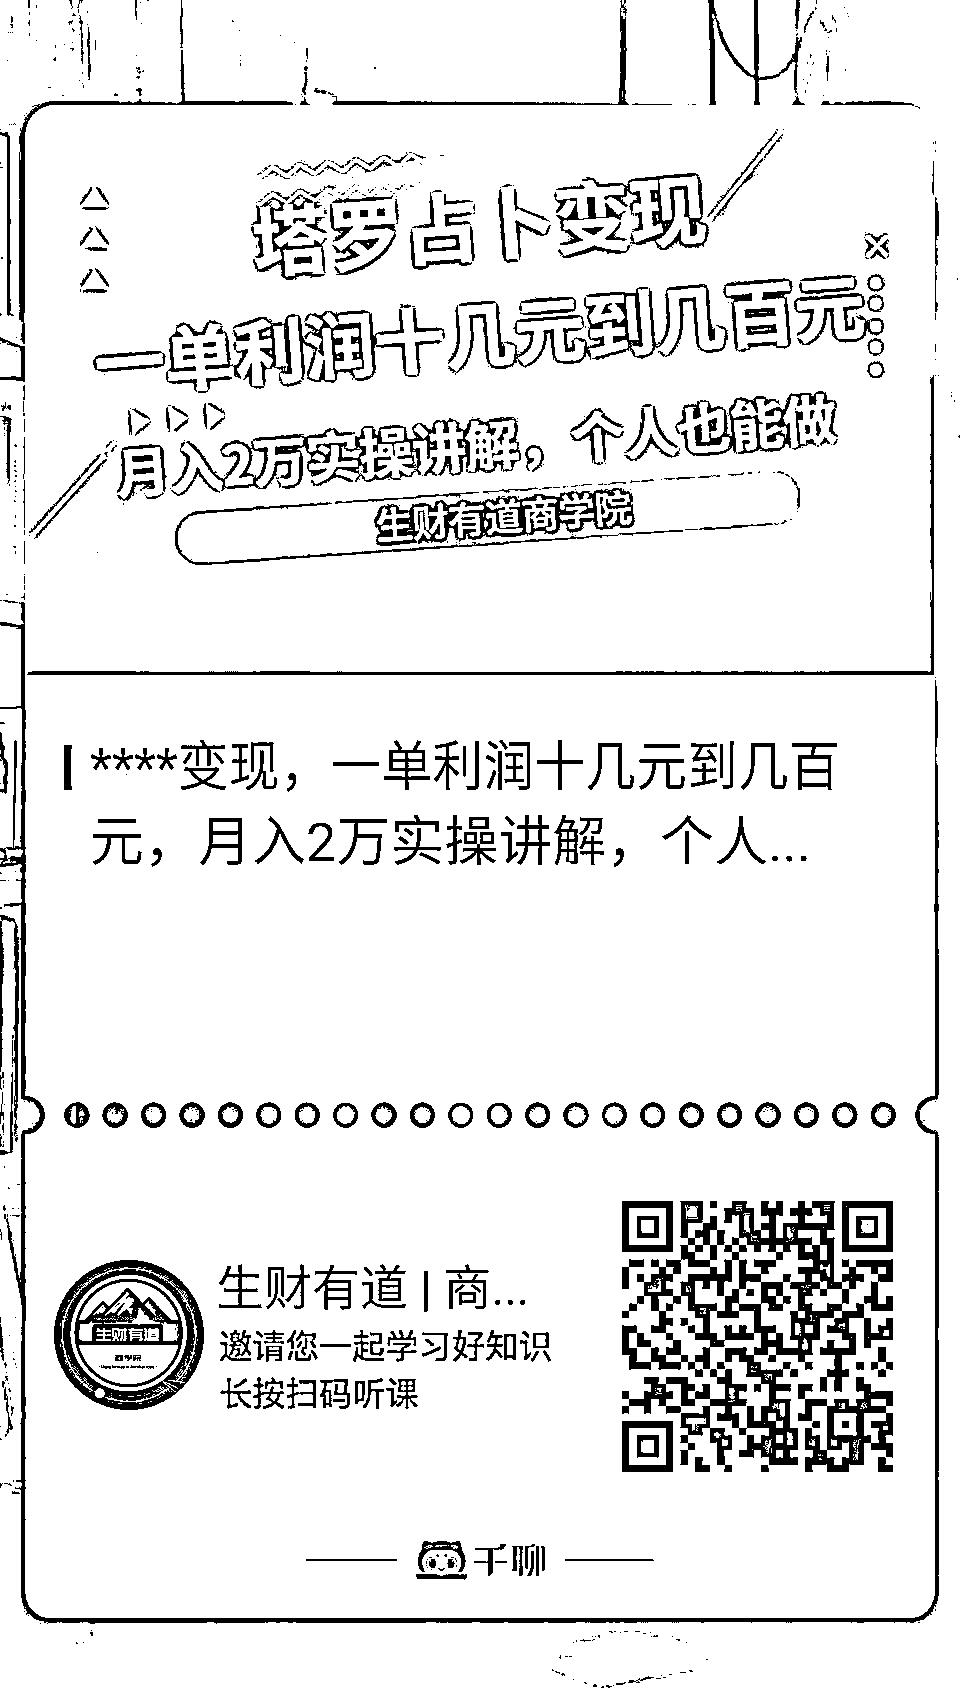 塔罗占卜变现
一单利润十几元到几百元
月入2万实操讲解，个人也能做
生财有道商学院
****变现，一单利润十几元到几百
元，月入2万实操讲解，个人...
生财有道 | 商...
邀请您一起学习好知识
长按扫码听课
生财有道
商学院
千聊